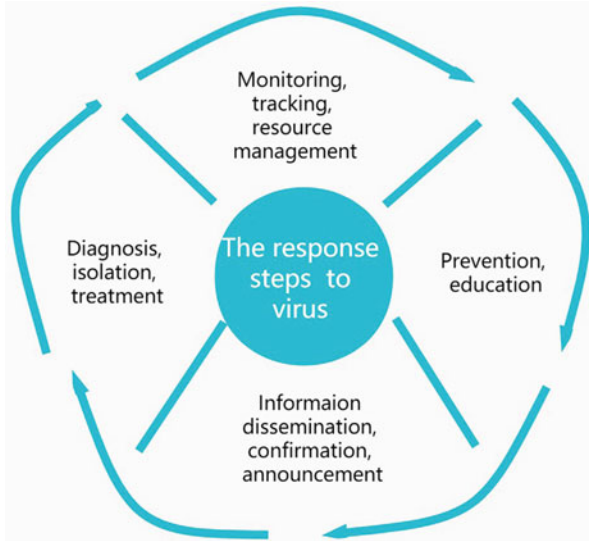 Monitoring,
tracking,
resource
management
The response
steps to
virus
Diagnosis,
isolation,
treatment
Prevention,
education
Informaion
dissemination,
confirmation,
announcement